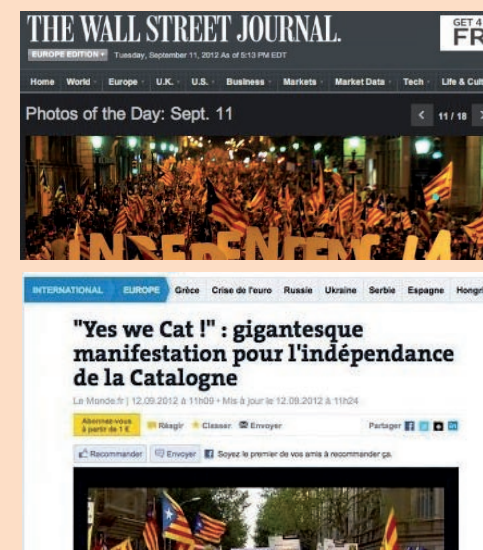 THE WALL STREET JOURNAL.
GET 4
FR
EUROPE EDITION Tuesday, September 11, 2012 As of 5:13 PM EDT
Home World Europe U.K. U.S. Business Markets Market Data Tech Life & Cult
Photos of the Day: Sept. 11
< 11 / 18 >
INTERNATIONAL EUROPE Grèce Crise de l'euro Russie Ukraine Serbie Espagne Hongri
"Yes we Cat !" : gigantesque
manifestation pour l'indépendance
de la Catalogne
Le Monde.fr | 12.09.2012 à 11h09 • Mis à jour le 12.09.2012 à 11h24
Abonnez-vous
à partir de 1 €
Réagir Classer Envoyer Partager
Recommander Envoyer Soyez le premier de vos amis à recommander ça.